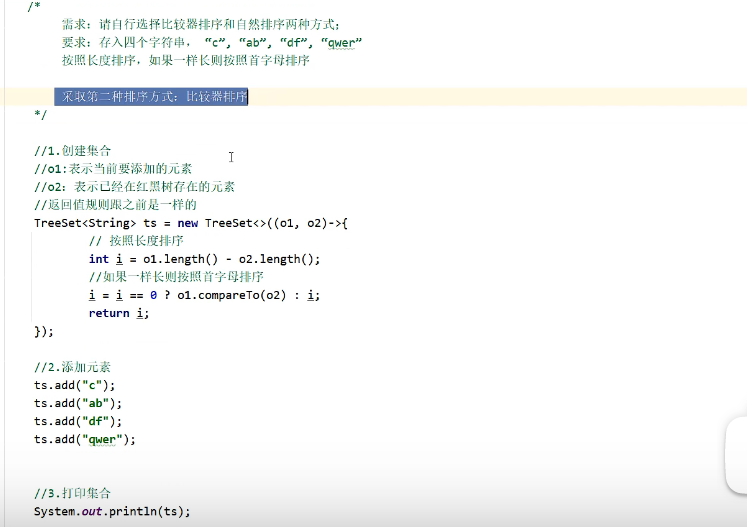 /*
需求: 请自行选择比较器排序和自然排序两种方式;
要求: 存入四个字符串, “c”, “ab”, “df”, “qwer”
按照长度排序, 如果一样长则按照首字母排序
采取第二种排序方式: 比较器排序
*/
//1.创建集合
//o1:表示当前要添加的元素
//o2: 表示已经在红黑树存在的元素
//返回值规则跟之前是一样的
TreeSet<String> ts = new TreeSet<>((o1, o2)->{
// 按照长度排序
int i = o1.length() - o2.length();
//如果一样长则按照首字母排序
i = i == 0 ? o1.compareTo(o2) : i;
return i;
});
//2.添加元素
ts.add("c");
ts.add("ab");
ts.add("df");
ts.add("qwer");
//3.打印集合
System.out.println(ts);